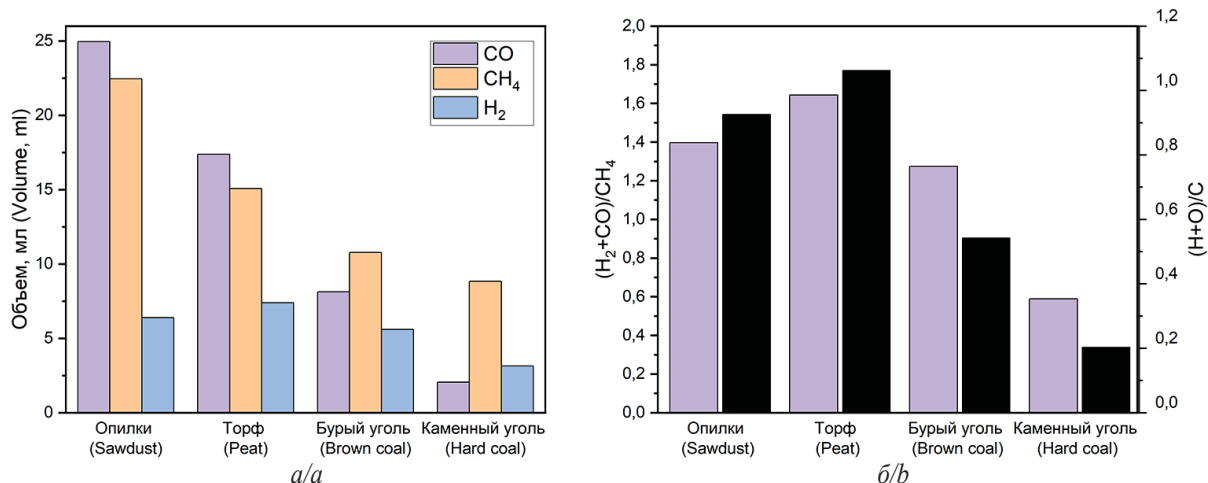 Объем, мл (Volume, ml)
25
20
15
10
5
0
CO
CH₄
H₂
Опилки
(Sawdust)
Торф
(Peat)
Бурый уголь
(Brown coal)
Каменный уголь
(Hard coal)
а/a
(H₂+CO)/CH₄
2,0
1,8
1,6
1,4
1,2
1,0
0,8
0,6
0,4
0,2
0,0
1,2
1,0
0,8
0,6
0,4
0,2
0,0
(H+O)/C
Опилки
(Sawdust)
Торф
(Peat)
Бурый уголь
(Brown coal)
Каменный уголь
(Hard coal)
б/b